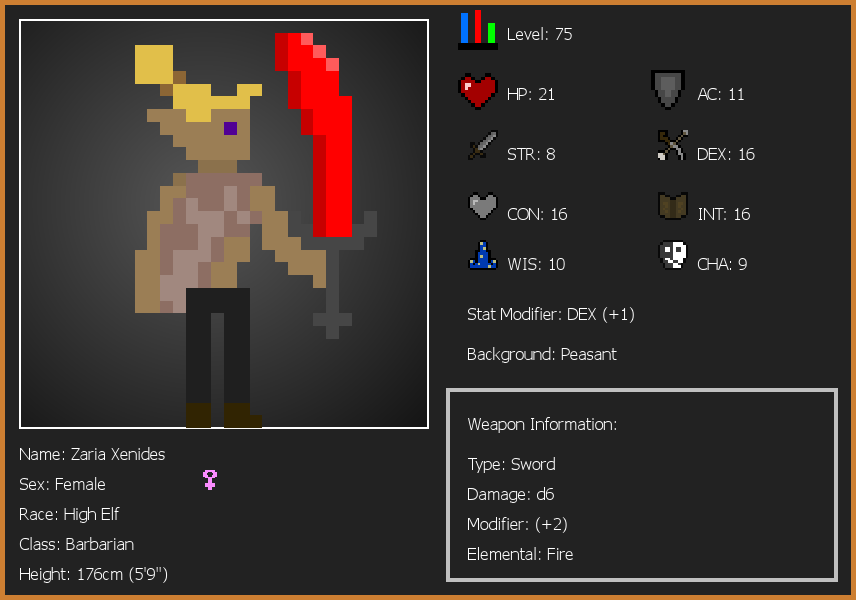 Level: 75
HP: 21
AC: 11
STR: 8
DEX: 16
CON: 16
INT: 16
WIS: 10
CHA: 9
Stat Modifier: DEX (+1)
Background: Peasant
Weapon Information:
Type: Sword
Damage: d6
Modifier: (+2)
Elemental: Fire
Name: Zaria Xenides
Sex: Female
Race: High Elf
Class: Barbarian
Height: 176cm (5'9")